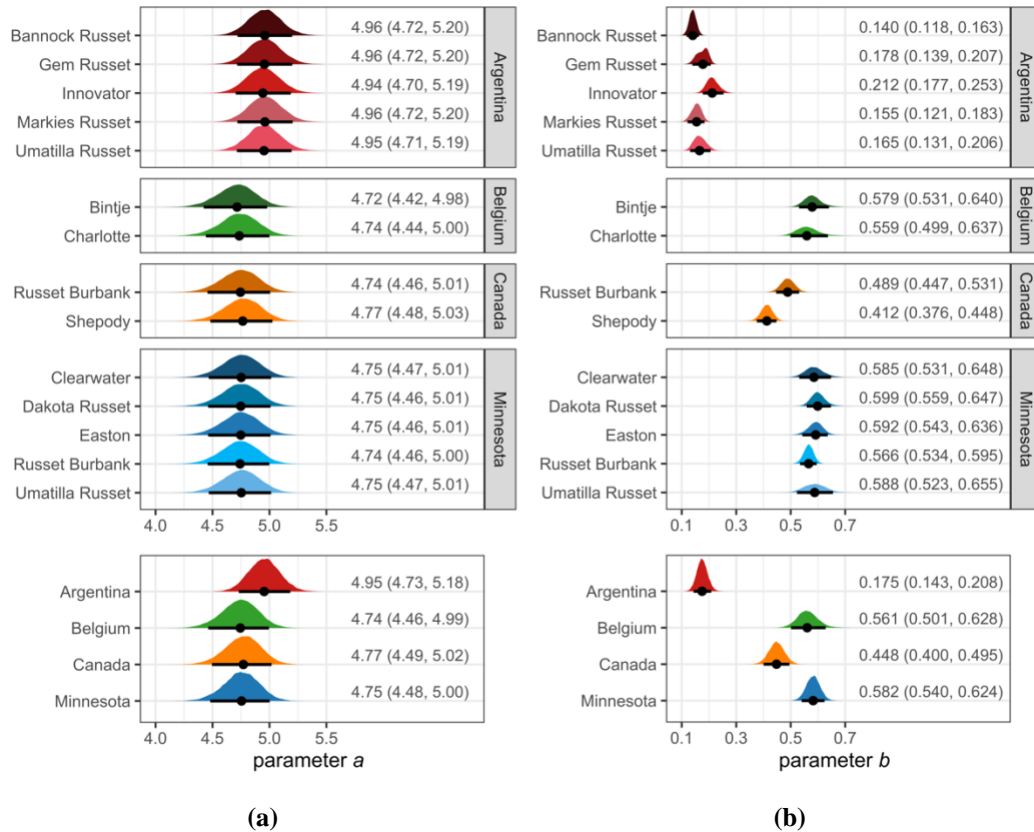 Bannock Russet 4.96 (4.72, 5.20)
Gem Russet 4.96 (4.72, 5.20)
Innovator 4.94 (4.70, 5.19)
Markies Russet 4.96 (4.72, 5.20)
Umatilla Russet 4.95 (4.71, 5.19)
Argentina
Bintje 4.72 (4.42, 4.98)
Charlotte 4.74 (4.44, 5.00)
Belgium
Russet Burbank 4.74 (4.46, 5.01)
Shepody 4.77 (4.48, 5.03)
Canada
Clearwater 4.75 (4.47, 5.01)
Dakota Russet 4.75 (4.46, 5.01)
Easton 4.75 (4.46, 5.01)
Russet Burbank 4.74 (4.46, 5.00)
Umatilla Russet 4.75 (4.47, 5.01)
Minnesota
4.0 4.5 5.0 5.5
Argentina 4.95 (4.73, 5.18)
Belgium 4.74 (4.46, 4.99)
Canada 4.77 (4.49, 5.02)
Minnesota 4.75 (4.48, 5.00)
4.0 4.5 5.0 5.5
parameter a
(a)
Bannock Russet 0.140 (0.118, 0.163)
Gem Russet 0.178 (0.139, 0.207)
Innovator 0.212 (0.177, 0.253)
Markies Russet 0.155 (0.121, 0.183)
Umatilla Russet 0.165 (0.131, 0.206)
Argentina
Bintje 0.579 (0.531, 0.640)
Charlotte 0.559 (0.499, 0.637)
Belgium
Russet Burbank 0.489 (0.447, 0.531)
Shepody 0.412 (0.376, 0.448)
Canada
Clearwater 0.585 (0.531, 0.648)
Dakota Russet 0.599 (0.559, 0.647)
Easton 0.592 (0.543, 0.636)
Russet Burbank 0.566 (0.534, 0.595)
Umatilla Russet 0.588 (0.523, 0.655)
Minnesota
0.1 0.3 0.5 0.7
Argentina 0.175 (0.143, 0.208)
Belgium 0.561 (0.501, 0.628)
Canada 0.448 (0.400, 0.495)
Minnesota 0.582 (0.540, 0.624)
0.1 0.3 0.5 0.7
parameter b
(b)